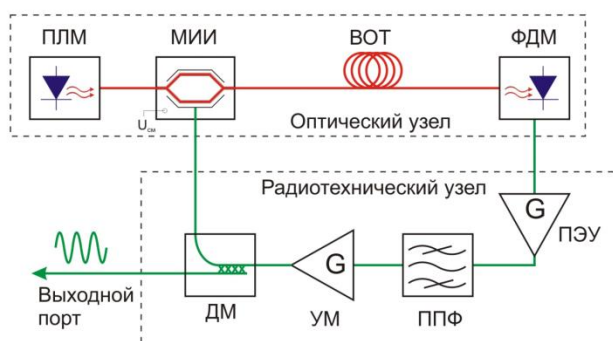 ПЛМ
МИИ
ВОТ
ФДМ
Uсм
Оптический узел
Радиотехнический узел
G
ПЭУ
G
Выходной
порт
ДМ
УМ
ППФ